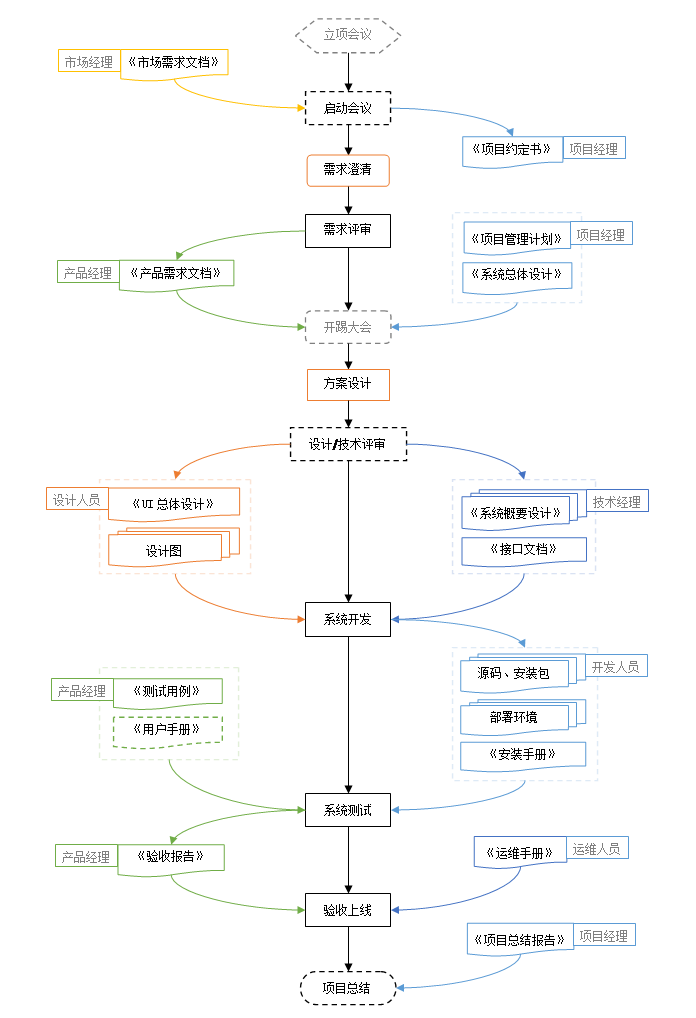 立项会议
市场经理
《市场需求文档》
启动会议
《项目约定书》
项目经理
需求澄清
需求评审
《项目管理计划》
项目经理
产品经理
《产品需求文档》
《系统总体设计》
开踢大会
方案设计
设计/技术评审
设计人员
《UI 总体设计》
《系统概要设计》
技术经理
设计图
《接口文档》
系统开发
源码、安装包
开发人员
产品经理
《测试用例》
部署环境
《用户手册》
《安装手册》
系统测试
产品经理
《验收报告》
《运维手册》
运维人员
验收上线
《项目总结报告》
项目经理
项目总结